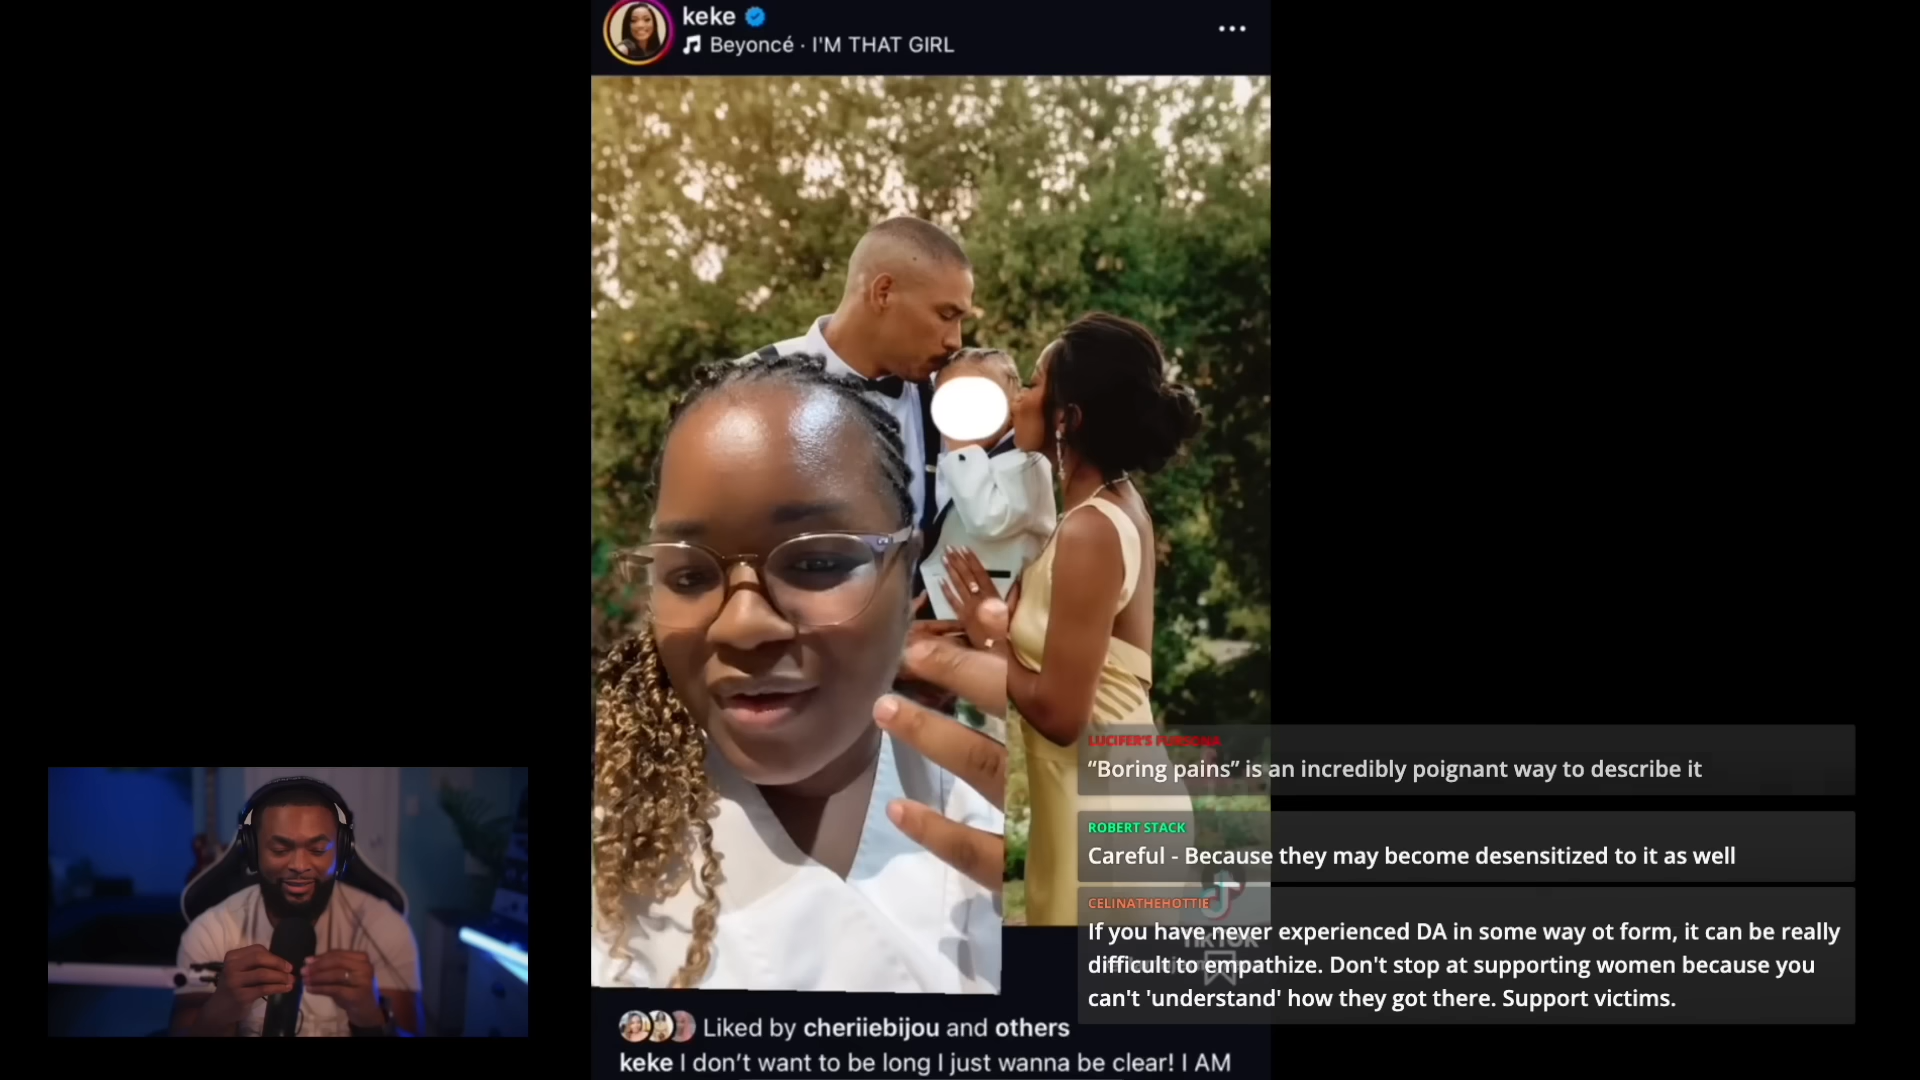 keke
Beyoncé · I'M THAT GIRL
LUCIFER'S PERSONA
“Boring pains” is an incredibly poignant way to describe it
ROBERT STACK
Careful - Because they may become desensitized to it as well
CELINATHEHOTTIE
If you have never experienced DA in some way ot form, it can be really
difficult to empathize. Don't stop at supporting women because you
can't 'understand' how they got there. Support victims.
TikTok
Liked by cheriiebijou and others
keke I don’t want to be long I just wanna be clear! I AM